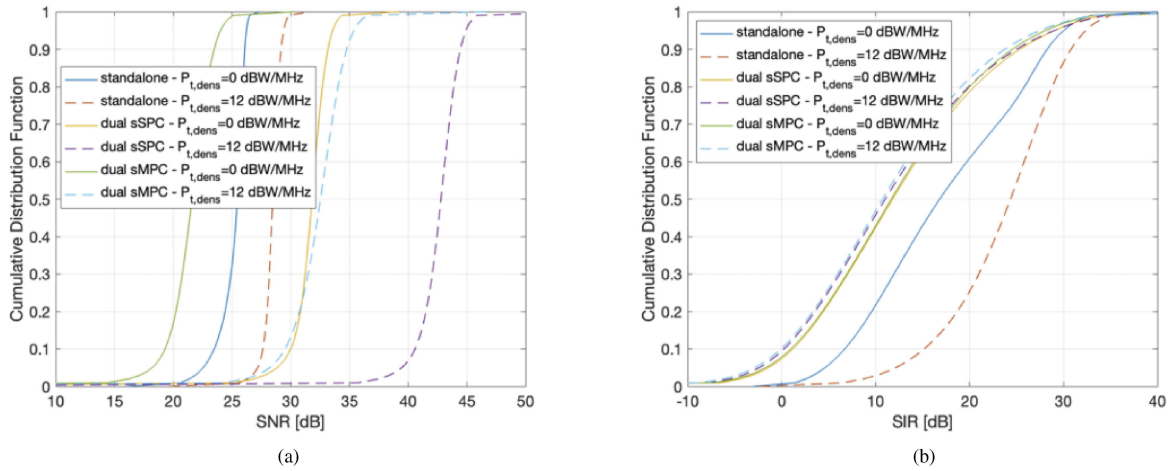 1
0.9
0.8
0.7
0.6
0.5
0.4
0.3
0.2
0.1
0
Cumulative Distribution Function
standalone - Pt,dens=0 dBW/MHz
standalone - Pt,dens=12 dBW/MHz
dual sSPC - Pt,dens=0 dBW/MHz
dual sSPC - Pt,dens=12 dBW/MHz
dual sMPC - Pt,dens=0 dBW/MHz
dual sMPC - Pt,dens=12 dBW/MHz
10 15 20 25 30 35 40 45 50
SNR [dB]
(a)
1
0.9
0.8
0.7
0.6
0.5
0.4
0.3
0.2
0.1
0
Cumulative Distribution Function
standalone - Pt,dens=0 dBW/MHz
standalone - Pt,dens=12 dBW/MHz
dual sSPC - Pt,dens=0 dBW/MHz
dual sSPC - Pt,dens=12 dBW/MHz
dual sMPC - Pt,dens=0 dBW/MHz
dual sMPC - Pt,dens=12 dBW/MHz
-10 0 10 20 30 40
SIR [dB]
(b)